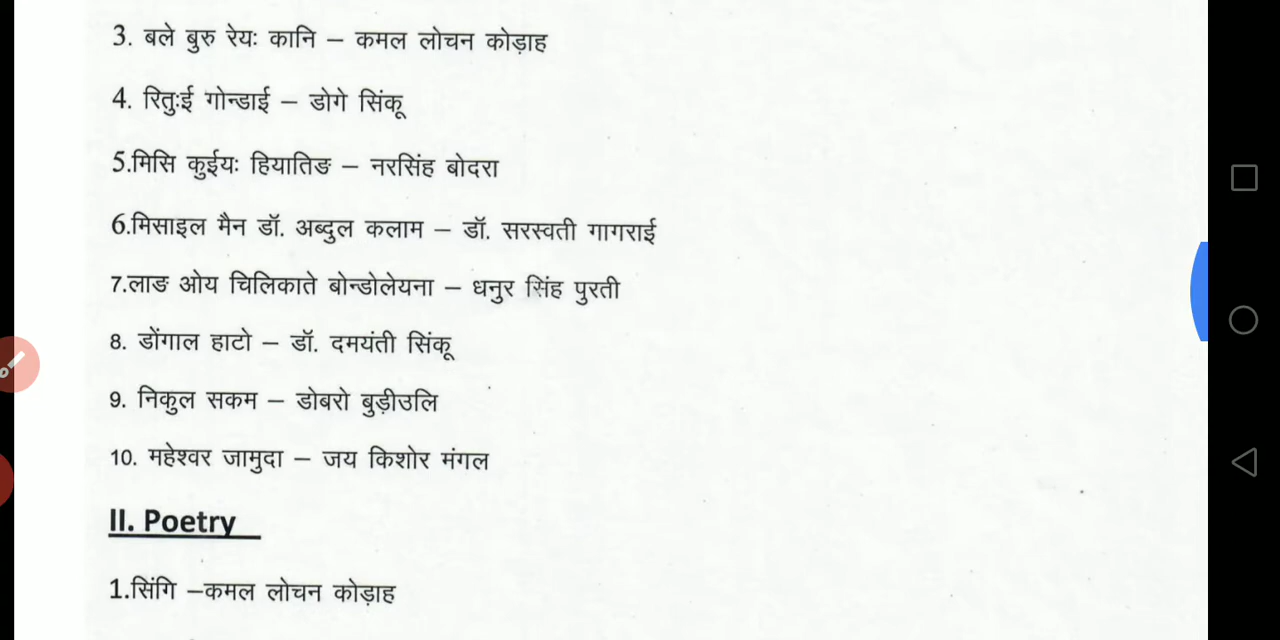 3. बले बुरु रेयः कानि – कमल लोचन कोड़ाह
4. रितुःई गोन्डाई – डोगे सिंकू
5.मिसि कुईयः हियातिङ – नरसिंह बोदरा
6.मिसाइल मैन डॉ. अब्दुल कलाम – डॉ. सरस्वती गागराई
7.लाङ ओय चिलिकाते बोन्डोलेयना – धनुर सिंह पुरती
8. डोंगाल हाटो – डॉ. दमयंती सिंकू
9. निकुल सकम – डोबरो बुड़ीउलि
10. महेश्वर जामुदा – जय किशोर मंगल
II. Poetry
1.सिंगि –कमल लोचन कोड़ाह